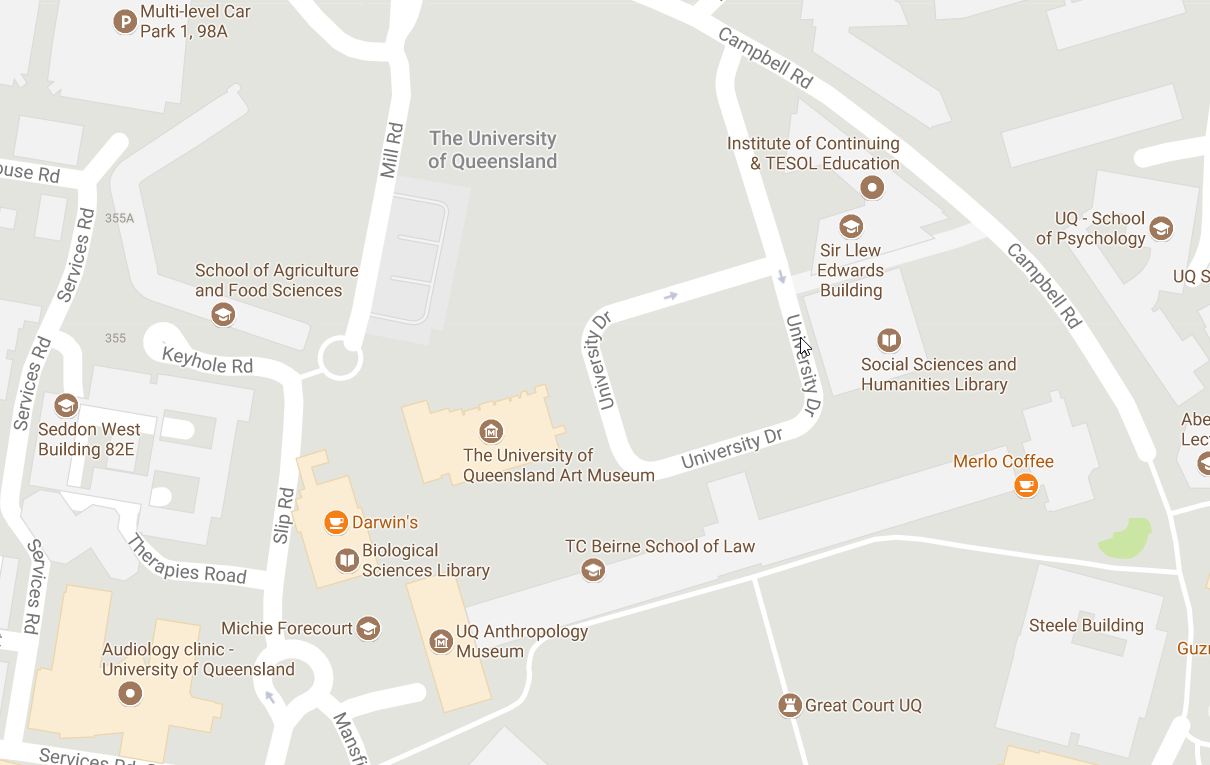 Multi-level Car
Park 1, 98A
Campbell Rd
The University
of Queensland
Mill Rd
Institute of Continuing
& TESOL Education
355A
Services Rd
UQ - School
of Psychology
Sir Llew
Edwards
Building
Campbell Rd
UQ S
School of Agriculture
and Food Sciences
355
Keyhole Rd
Services Rd
University Dr
University Dr
Social Sciences and
Humanities Library
Seddon West
Building 82E
University Dr
The University of
Queensland Art Museum
Merlo Coffee
Slip Rd
Darwin's
Biological
Sciences Library
TC Beirne School of Law
Therapies Road
Services Rd
Michie Forecourt
UQ Anthropology
Museum
Steele Building
Audiology clinic -
University of Queensland
Great Court UQ
Mansfi
Services Rd